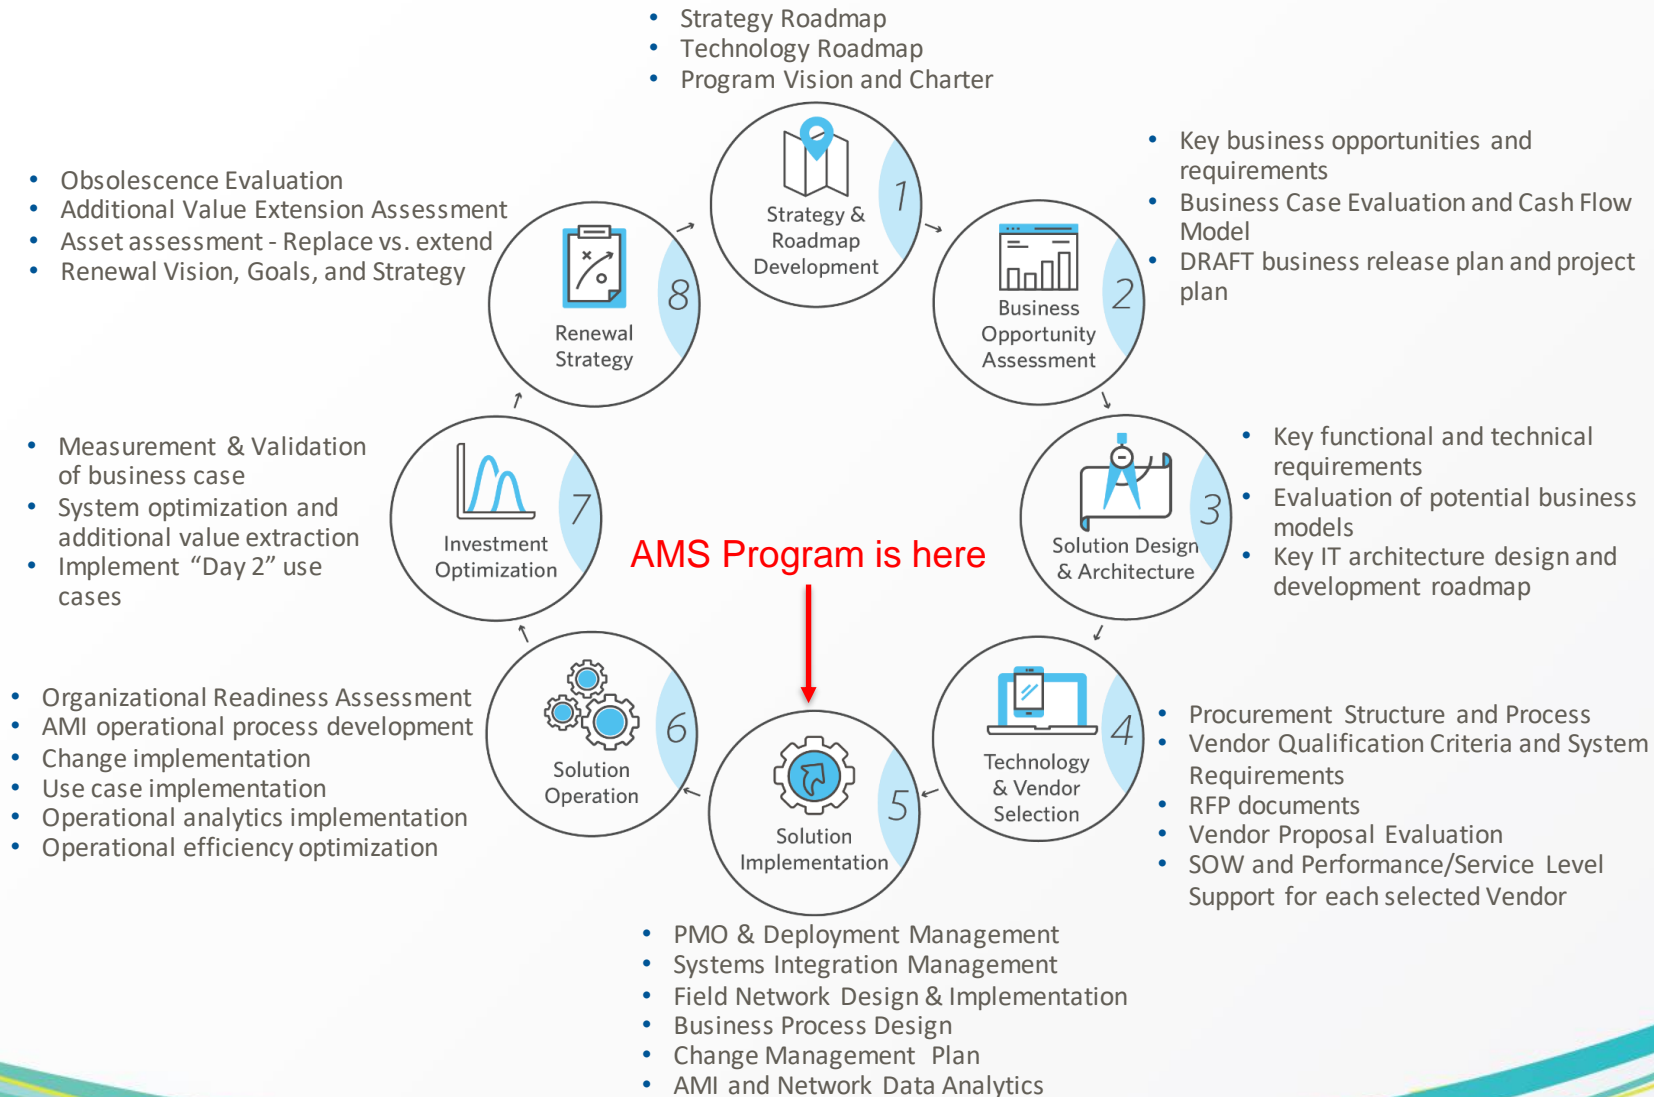 • Strategy Roadmap
• Technology Roadmap
• Program Vision and Charter
1
Strategy &
Roadmap
Development
• Key business opportunities and
requirements
• Business Case Evaluation and Cash Flow
Model
• DRAFT business release plan and project
plan
2
Business
Opportunity
Assessment
• Key functional and technical
requirements
• Evaluation of potential business
models
• Key IT architecture design and
development roadmap
3
Solution Design
& Architecture
• Procurement Structure and Process
• Vendor Qualification Criteria and System
Requirements
• RFP documents
• Vendor Proposal Evaluation
• SOW and Performance/Service Level
Support for each selected Vendor
4
Technology
& Vendor
Selection
AMS Program is here
5
Solution
Implementation
• PMO & Deployment Management
• Systems Integration Management
• Field Network Design & Implementation
• Business Process Design
• Change Management Plan
• AMI and Network Data Analytics
6
Solution
Operation
• Organizational Readiness Assessment
• AMI operational process development
• Change implementation
• Use case implementation
• Operational analytics implementation
• Operational efficiency optimization
7
Investment
Optimization
• Measurement & Validation
of business case
• System optimization and
additional value extraction
• Implement “Day 2” use
cases
8
Renewal
Strategy
• Obsolescence Evaluation
• Additional Value Extension Assessment
• Asset assessment - Replace vs. extend
• Renewal Vision, Goals, and Strategy